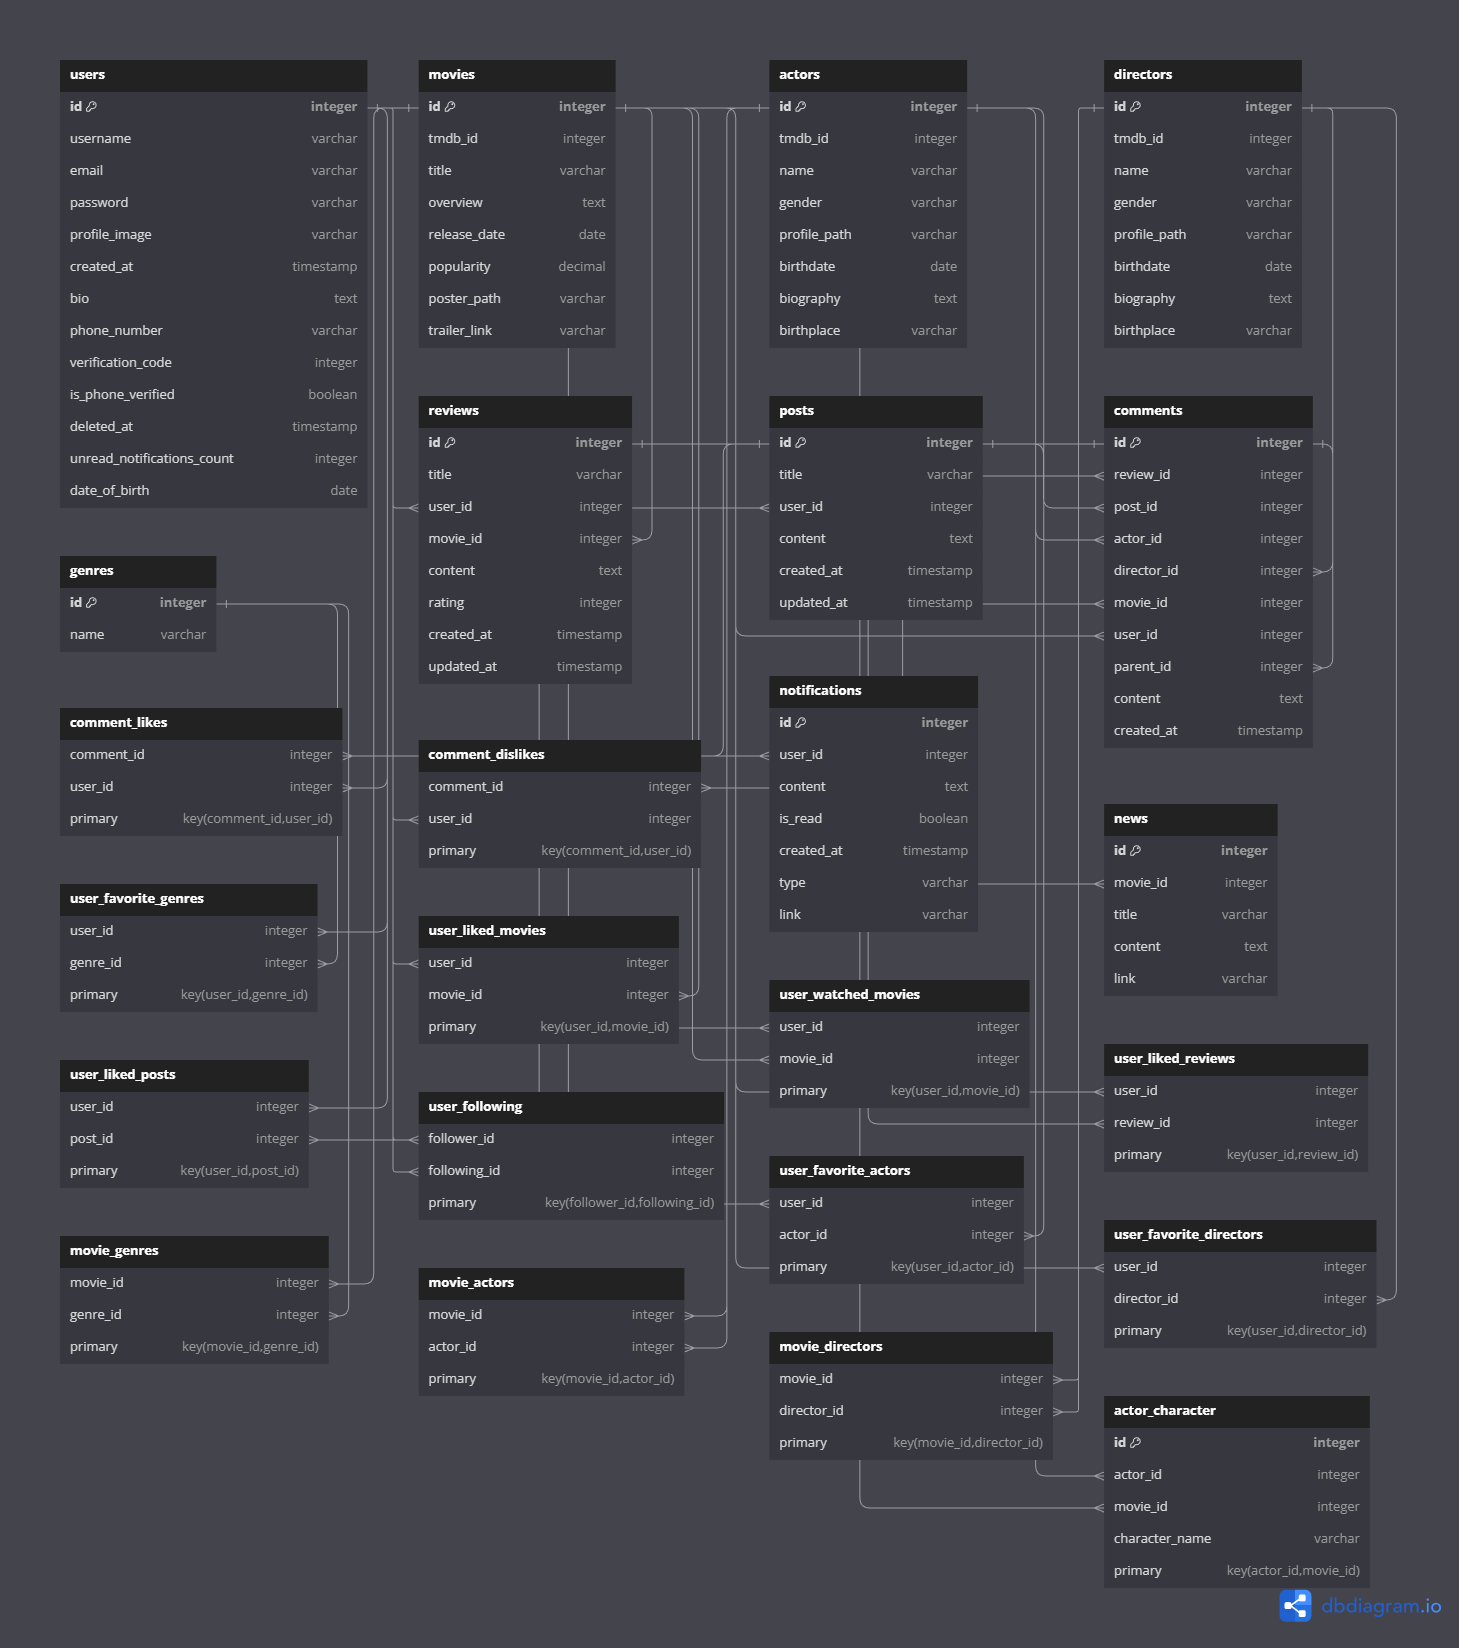 users
id integer
username varchar
email varchar
password varchar
profile_image varchar
created_at timestamp
bio text
phone_number varchar
verification_code integer
is_phone_verified boolean
deleted_at timestamp
unread_notifications_count integer
date_of_birth date
movies
id integer
tmdb_id integer
title varchar
overview text
release_date date
popularity decimal
poster_path varchar
trailer_link varchar
actors
id integer
tmdb_id integer
name varchar
gender varchar
profile_path varchar
birthdate date
biography text
birthplace varchar
directors
id integer
tmdb_id integer
name varchar
gender varchar
profile_path varchar
birthdate date
biography text
birthplace varchar
reviews
id integer
title varchar
user_id integer
movie_id integer
content text
rating integer
created_at timestamp
updated_at timestamp
posts
id integer
title varchar
user_id integer
content text
created_at timestamp
updated_at timestamp
comments
id integer
review_id integer
post_id integer
actor_id integer
director_id integer
movie_id integer
user_id integer
parent_id integer
content text
created_at timestamp
genres
id integer
name varchar
comment_likes
comment_id integer
user_id integer
primary key(comment_id,user_id)
comment_dislikes
comment_id integer
user_id integer
primary key(comment_id,user_id)
notifications
id integer
user_id integer
content text
is_read boolean
created_at timestamp
type varchar
link varchar
news
id integer
movie_id integer
title varchar
content text
link varchar
user_favorite_genres
user_id integer
genre_id integer
primary key(user_id,genre_id)
user_liked_movies
user_id integer
movie_id integer
primary key(user_id,movie_id)
user_watched_movies
user_id integer
movie_id integer
primary key(user_id,movie_id)
user_liked_reviews
user_id integer
review_id integer
primary key(user_id,review_id)
user_liked_posts
user_id integer
post_id integer
primary key(user_id,post_id)
user_following
follower_id integer
following_id integer
primary key(follower_id,following_id)
user_favorite_actors
user_id integer
actor_id integer
primary key(user_id,actor_id)
user_favorite_directors
user_id integer
director_id integer
primary key(user_id,director_id)
movie_genres
movie_id integer
genre_id integer
primary key(movie_id,genre_id)
movie_actors
movie_id integer
actor_id integer
primary key(movie_id,actor_id)
movie_directors
movie_id integer
director_id integer
primary key(movie_id,director_id)
actor_character
id integer
actor_id integer
movie_id integer
character_name varchar
primary key(actor_id,movie_id)
dbdiagram.io